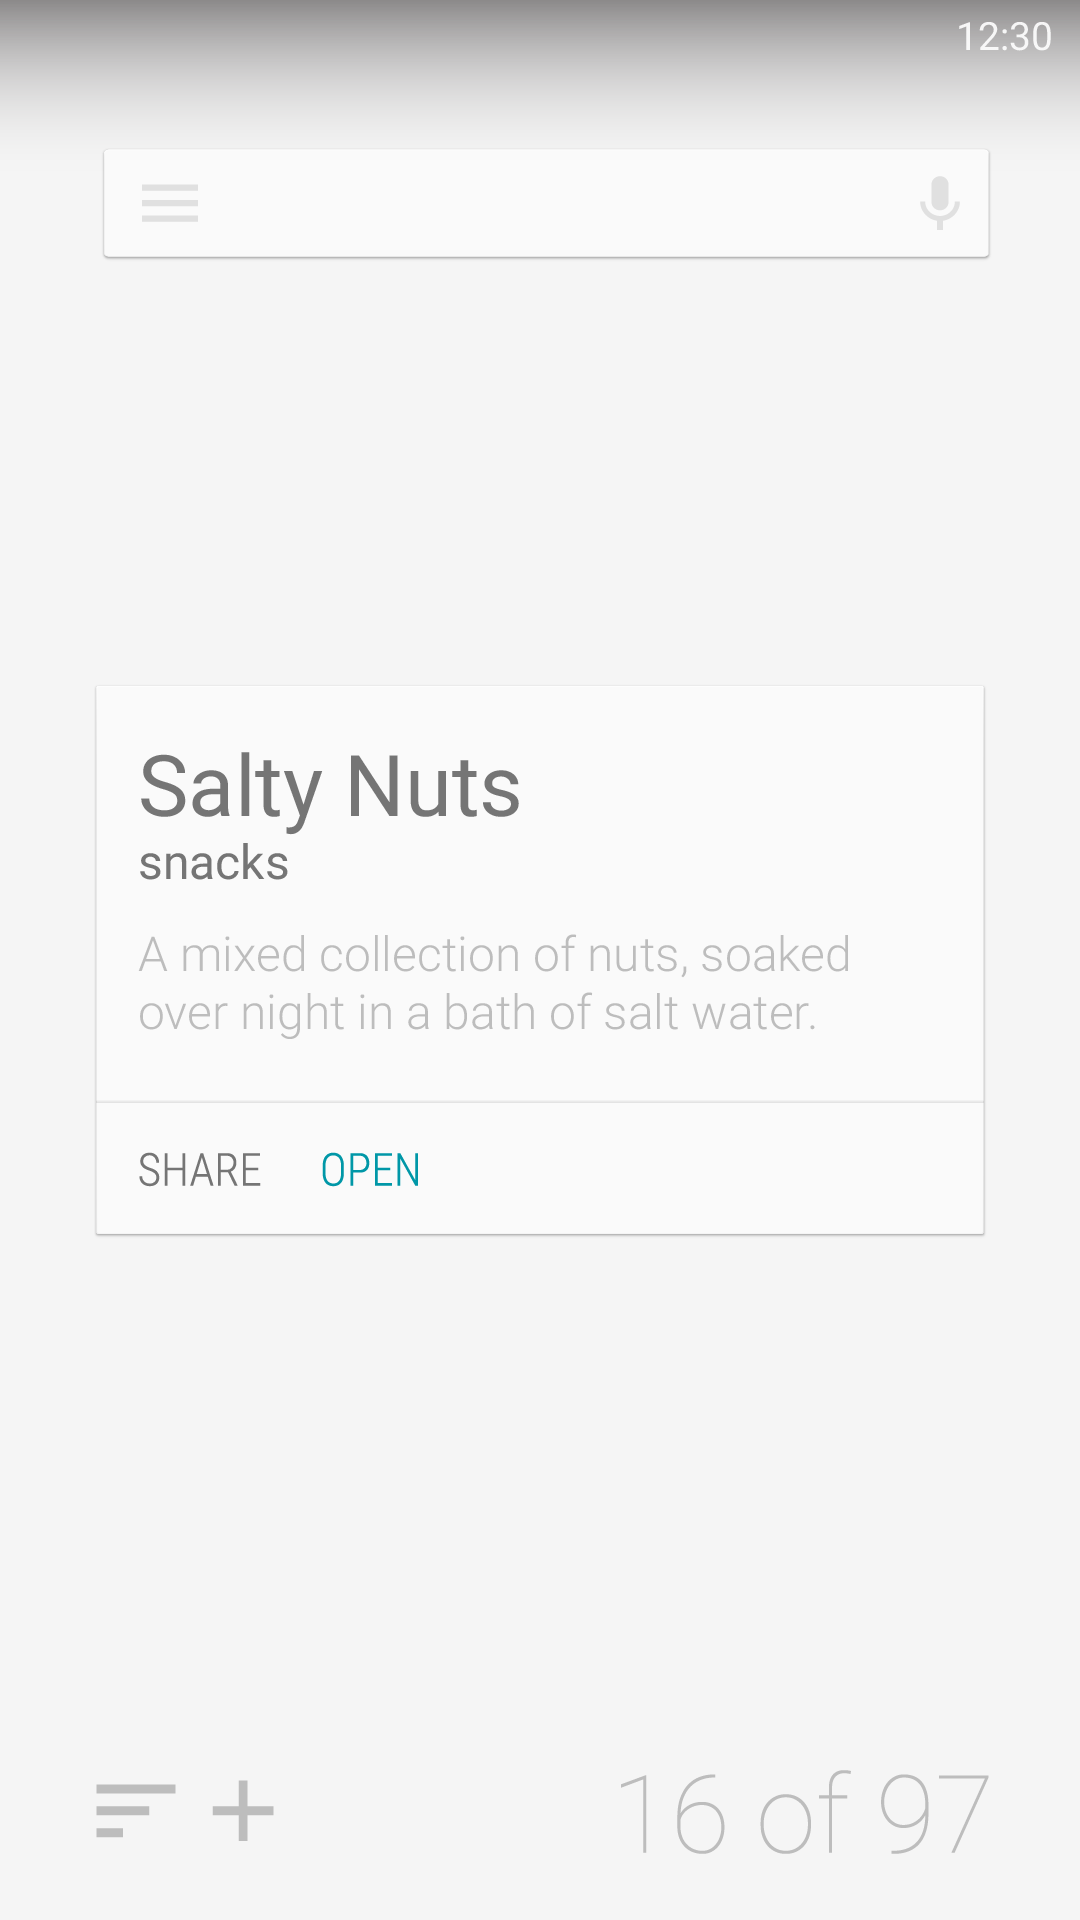 12:30
Salty Nuts
snacks
A mixed collection of nuts, soaked
over night in a bath of salt water.
SHARE OPEN
16 of 97